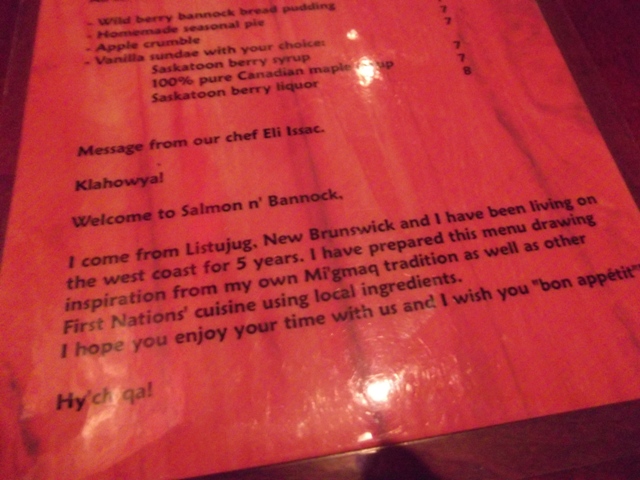 - Wild berry bannock bread pudding 7
- Homemade seasonal pie 7
- Apple crumble
- Vanilla sundae with your choice:
Saskatoon berry syrup 7
100% pure Canadian maple syrup 7
Saskatoon berry liquor 8
Message from our chef Eli Issac.
Klahowya!
Welcome to Salmon n' Bannock,
I come from Listujug, New Brunswick and I have been living on
the west coast for 5 years. I have prepared this menu drawing
inspiration from my own Mi'gmaq tradition as well as other
First Nations' cuisine using local ingredients.
I hope you enjoy your time with us and I wish you "bon appétit"
Hy'ch'qa!